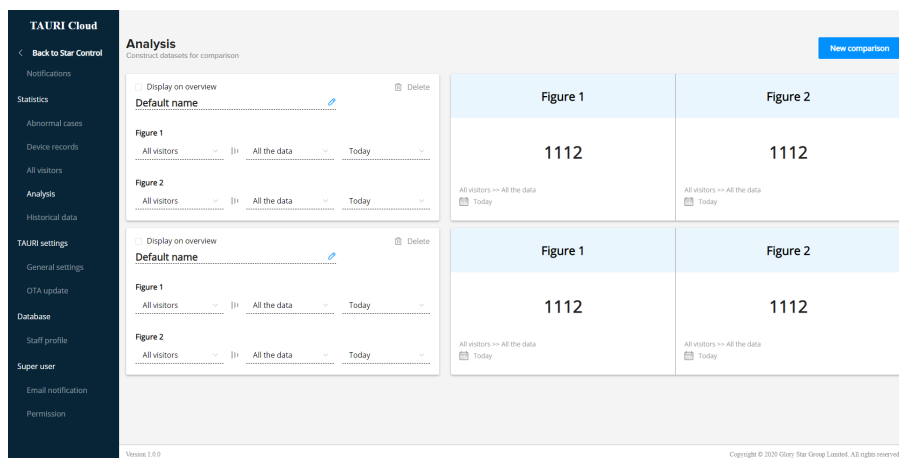 TAURI Cloud
Back to Star Control
Notifications
Statistics
Abnormal cases
Device records
All visitors
Analysis
Historical data
TAURI settings
General settings
OTA update
Database
Staff profile
Super user
Email notification
Permission
Analysis
Construct datasets for comparison
New comparison
Display on overview
Delete
Default name
Figure 1
All visitors All the data Today
Figure 2
All visitors All the data Today
Figure 1 Figure 2
1112 1112
All visitors >> All the data All visitors >> All the data
Today Today
Display on overview
Delete
Default name
Figure 1
All visitors All the data Today
Figure 2
All visitors All the data Today
Figure 1 Figure 2
1112 1112
All visitors >> All the data All visitors >> All the data
Today Today
Version 1.0.0
Copyright © 2020 Glory Star Group Limited. All rights reserved